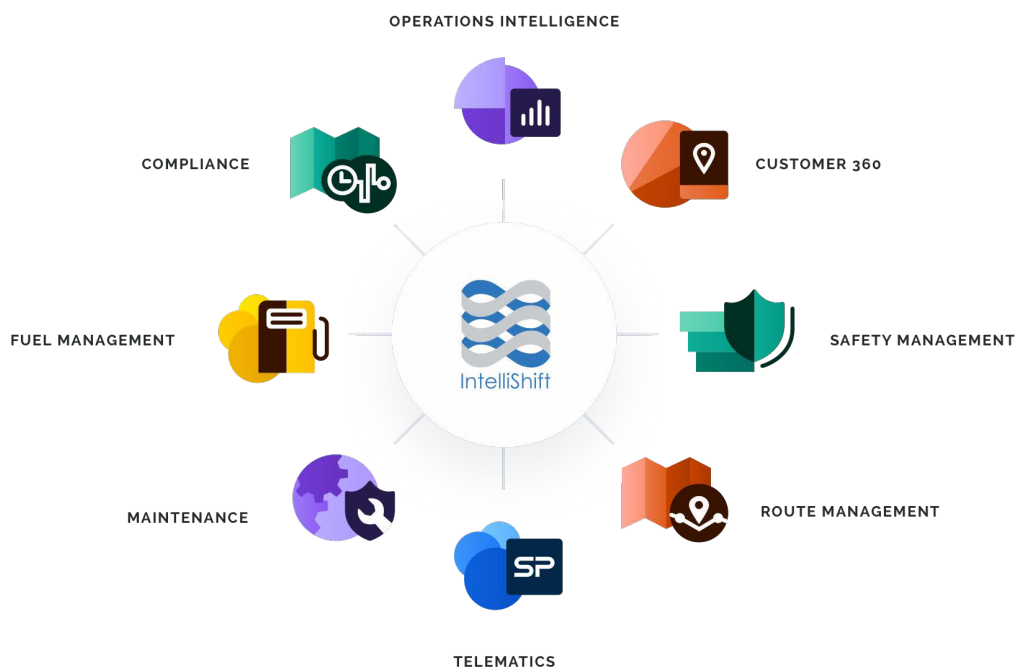 OPERATIONS INTELLIGENCE
COMPLIANCE
CUSTOMER 360
FUEL MANAGEMENT
IntelliShift
SAFETY MANAGEMENT
MAINTENANCE
ROUTE MANAGEMENT
SP
TELEMATICS